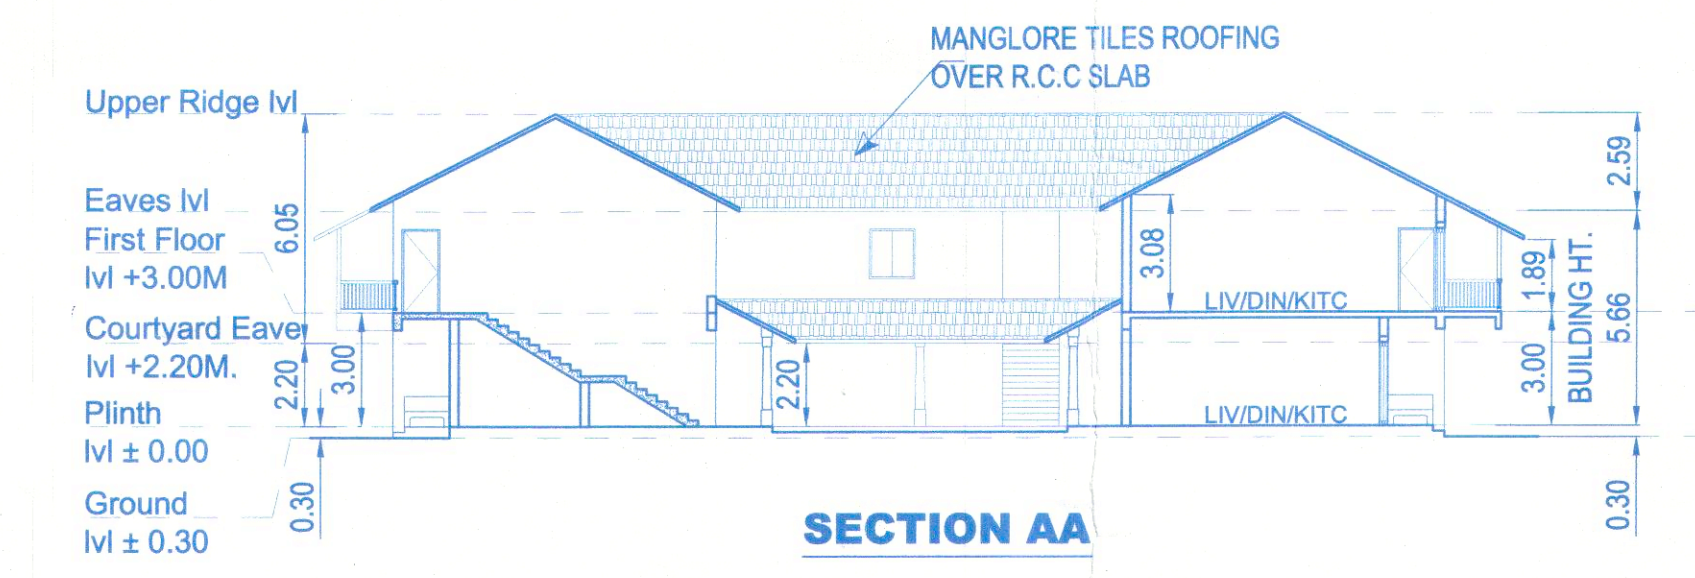 MANGLORE TILES ROOFING
OVER R.C.C SLAB
Upper Ridge lvl
Eaves lvl
First Floor
lvl +3.00M
Courtyard Eave
lvl +2.20M.
Plinth
lvl ± 0.00
Ground
lvl ± 0.30
6.05
2.20
3.00
0.30
2.20
3.08
LIV/DIN/KITC
LIV/DIN/KITC
1.89
3.00
BUILDING HT.
2.59
5.66
0.30
SECTION AA